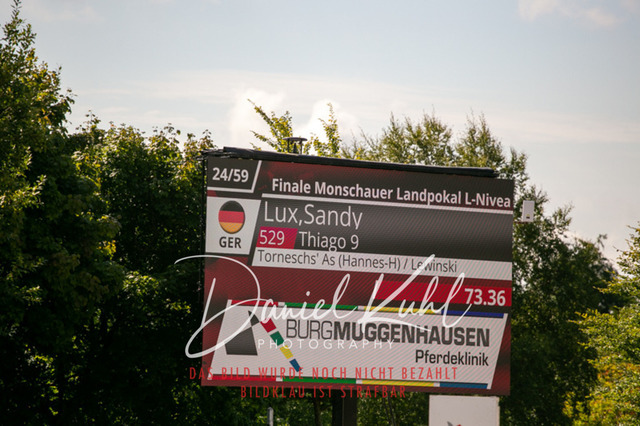 24/59
Finale Monschauer Landpokal L-Nivea
Lux,Sandy
GER
529 Thiago 9
Torneschs' As (Hannes-H) / Lewinski
73.36
Daniel Kuhl
PHOTOGRAPHY
BURGMÜGGENHAUSEN
Pferdeklinik
DAS BILD WURDE NOCH NICHT BEZAHLT
BILDKLAU IST STRAFBAR